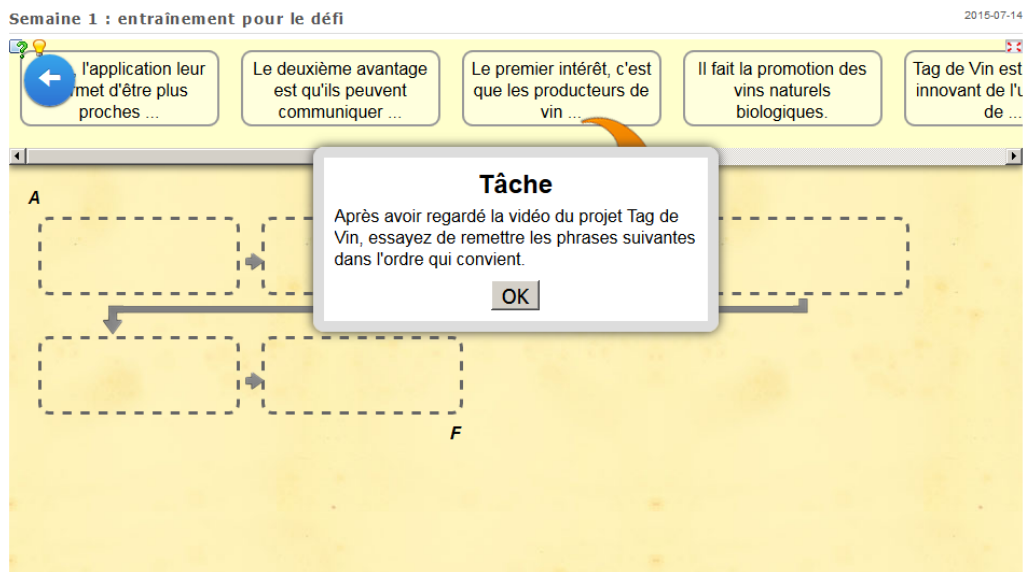 Semaine 1 : entraînement pour le défi
2015-07-14
, l'application leur
met d'être plus
proches ...
Le deuxième avantage
est qu'ils peuvent
communiquer ...
Le premier intérêt, c'est
que les producteurs de
vin ...
Il fait la promotion des
vins naturels
biologiques.
Tag de Vin est
innovant de l'u
de ...
A
Tâche
Après avoir regardé la vidéo du projet Tag de
Vin, essayez de remettre les phrases suivantes
dans l'ordre qui convient.
OK
F